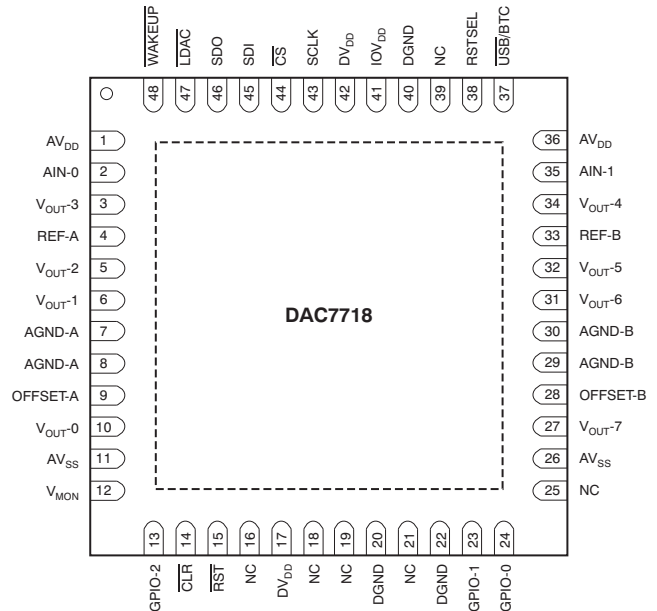 WAKEUP
LDAC
SDO
SDI
CS
SCLK
DVDD
IOVDD
DGND
NC
RSTSEL
USB/BTC
48 47 46 45 44 43 42 41 40 39 38 37
AVDD 1
AIN-0 2
VOUT-3 3
REF-A 4
VOUT-2 5
VOUT-1 6
AGND-A 7
AGND-A 8
OFFSET-A 9
VOUT-0 10
AVSS 11
VMON 12
DAC7718
36 AVDD
35 AIN-1
34 VOUT-4
33 REF-B
32 VOUT-5
31 VOUT-6
30 AGND-B
29 AGND-B
28 OFFSET-B
27 VOUT-7
26 AVSS
25 NC
13 14 15 16 17 18 19 20 21 22 23 24
GPIO-2
CLR
RST
NC
DVDD
NC
NC
DGND
NC
DGND
GPIO-1
GPIO-0